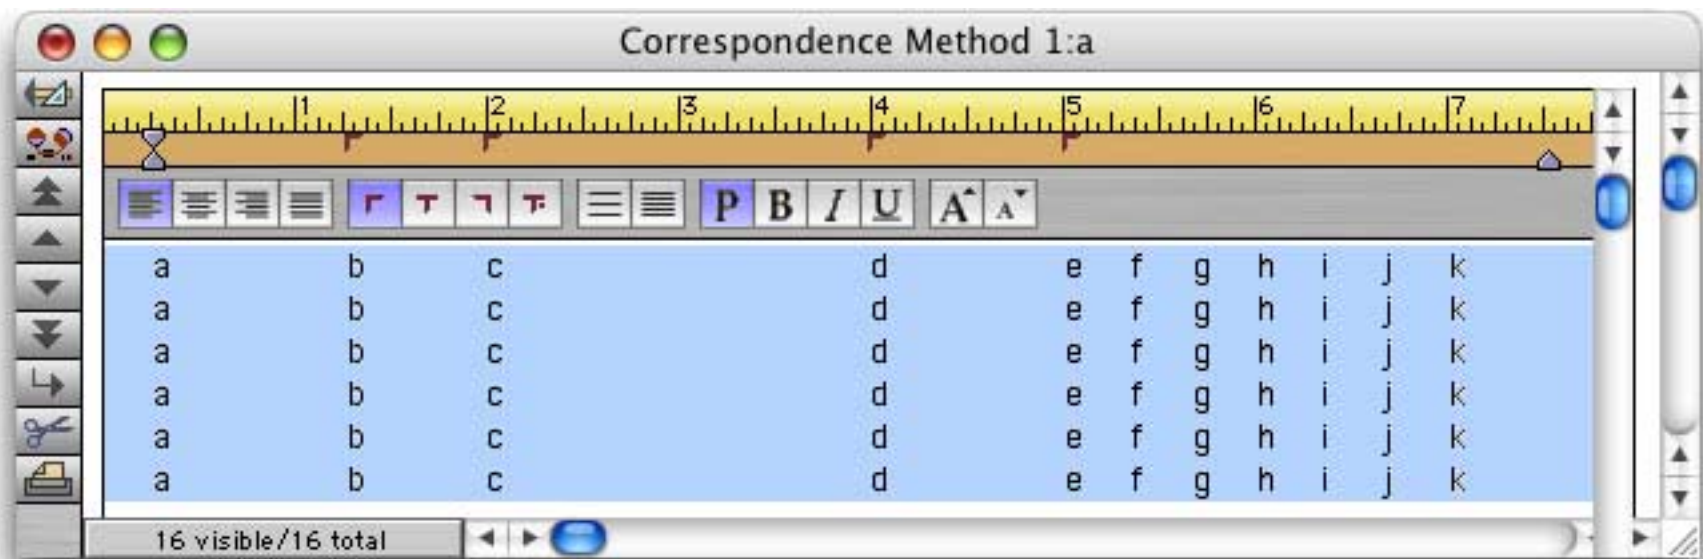 Correspondence Method 1:a
1 2 3 4 5 6 7
P B I U A A
a b c d e f g h i j k
a b c d e f g h i j k
a b c d e f g h i j k
a b c d e f g h i j k
a b c d e f g h i j k
a b c d e f g h i j k
16 visible/16 total